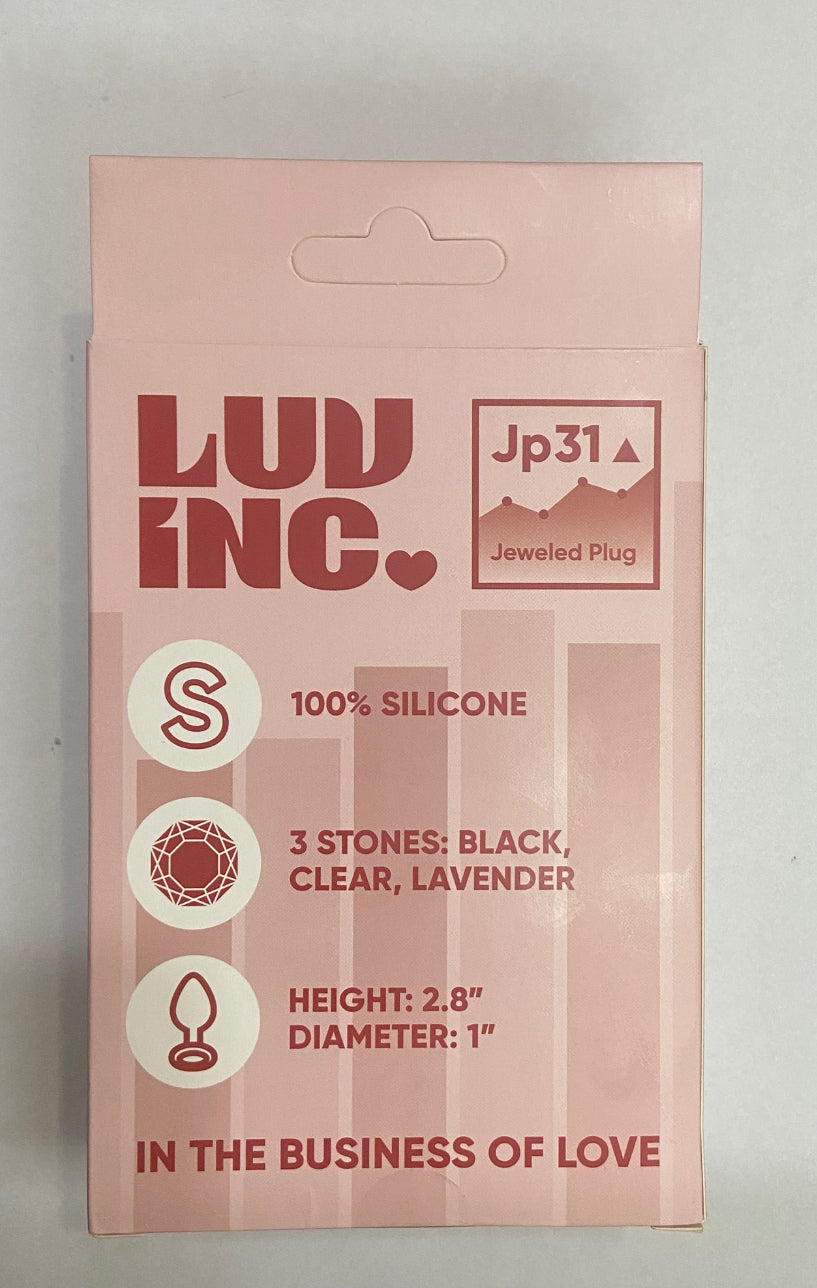 LUV
INC.
Jp31
Jeweled Plug
S
100% SILICONE
3 STONES: BLACK,
CLEAR, LAVENDER
HEIGHT: 2.8”
DIAMETER: 1”
IN THE BUSINESS OF LOVE